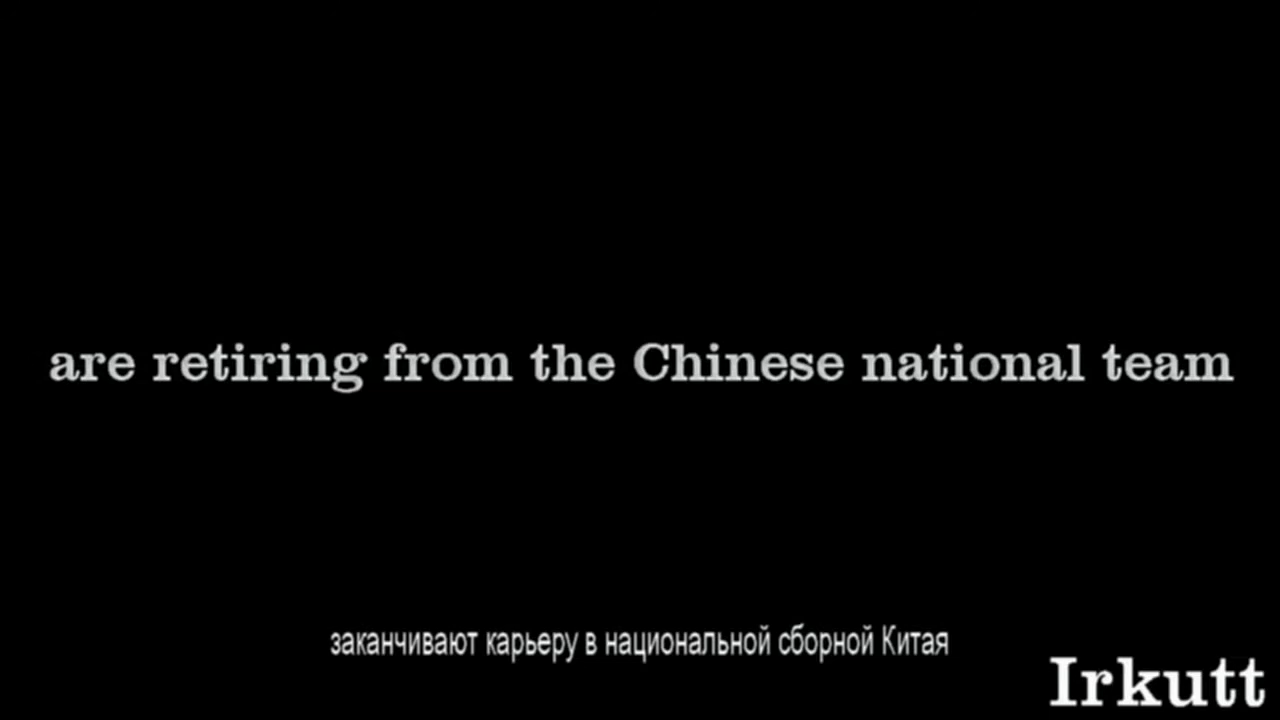 are retiring from the Chinese national team
заканчивают карьеру в национальной сборной Китая
Irkutt